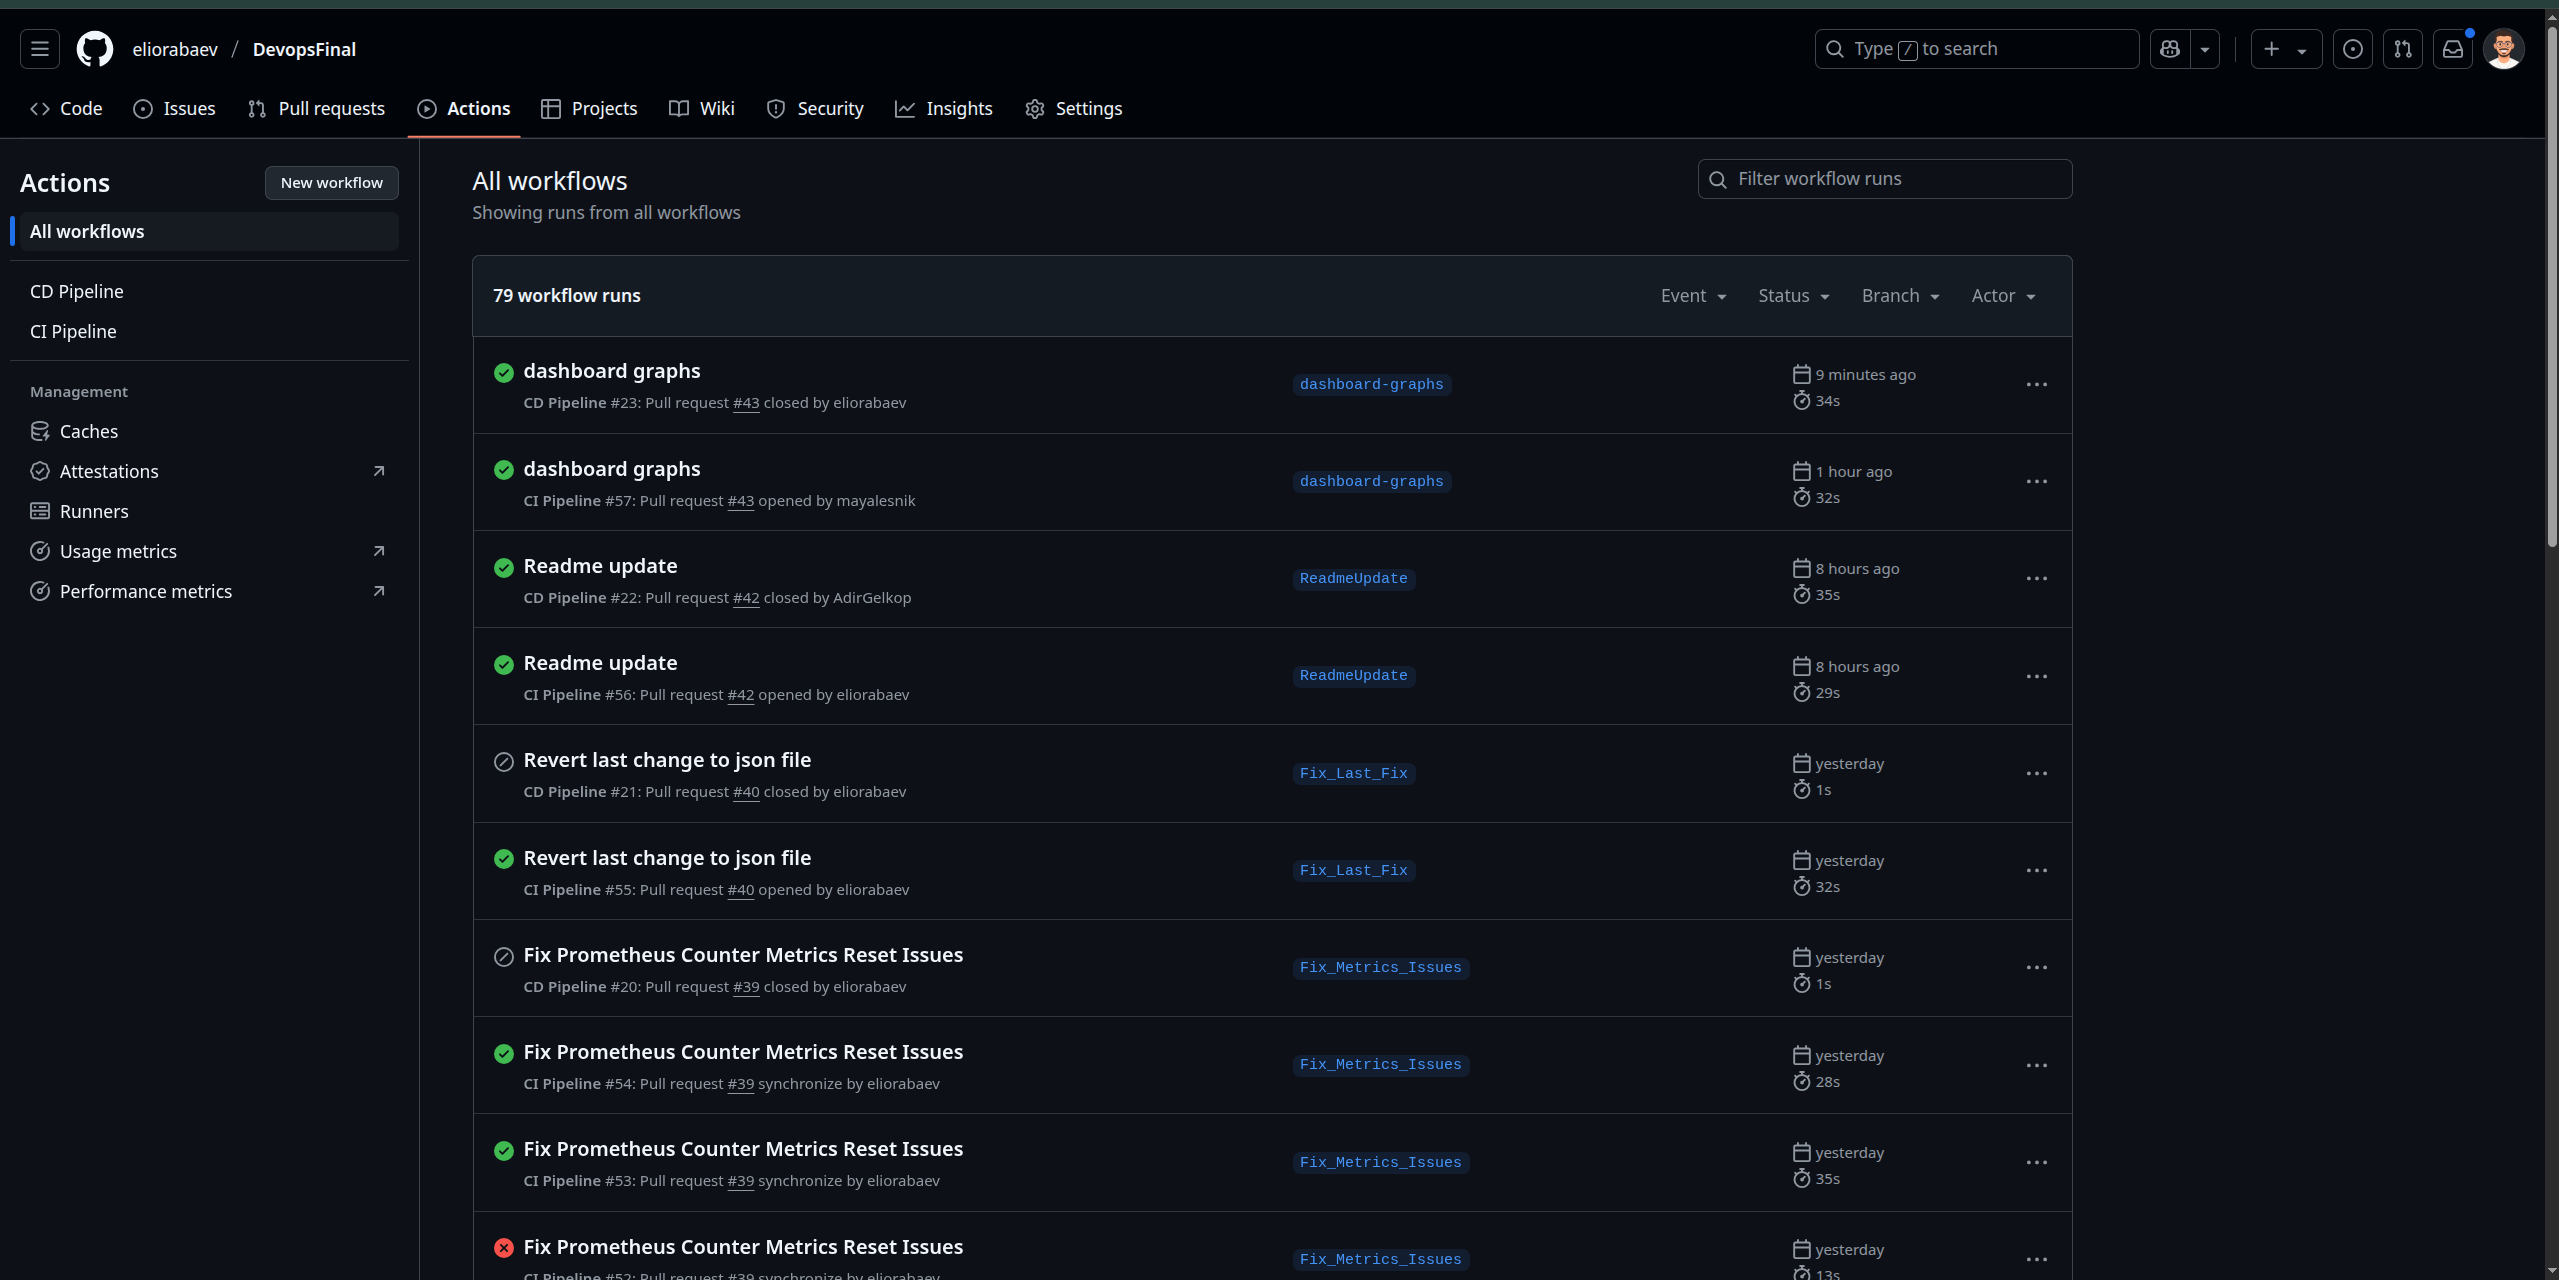 eliorabaev / DevopsFinal
Type / to search
Code Issues Pull requests Actions Projects Wiki Security Insights Settings
Actions
New workflow
All workflows
CD Pipeline
CI Pipeline
Management
Caches
Attestations
Runners
Usage metrics
Performance metrics
All workflows
Showing runs from all workflows
Filter workflow runs
79 workflow runs
Event Status Branch Actor
dashboard graphs
CD Pipeline #23: Pull request #43 closed by eliorabaev
dashboard-graphs
9 minutes ago
34s
dashboard graphs
CI Pipeline #57: Pull request #43 opened by mayalesnik
dashboard-graphs
1 hour ago
32s
Readme update
CD Pipeline #22: Pull request #42 closed by AdirGelkop
ReadmeUpdate
8 hours ago
35s
Readme update
CI Pipeline #56: Pull request #42 opened by eliorabaev
ReadmeUpdate
8 hours ago
29s
Revert last change to json file
CD Pipeline #21: Pull request #40 closed by eliorabaev
Fix_Last_Fix
yesterday
1s
Revert last change to json file
CI Pipeline #55: Pull request #40 opened by eliorabaev
Fix_Last_Fix
yesterday
32s
Fix Prometheus Counter Metrics Reset Issues
CD Pipeline #20: Pull request #39 closed by eliorabaev
Fix_Metrics_Issues
yesterday
1s
Fix Prometheus Counter Metrics Reset Issues
CI Pipeline #54: Pull request #39 synchronize by eliorabaev
Fix_Metrics_Issues
yesterday
28s
Fix Prometheus Counter Metrics Reset Issues
CI Pipeline #53: Pull request #39 synchronize by eliorabaev
Fix_Metrics_Issues
yesterday
35s
Fix Prometheus Counter Metrics Reset Issues
CI Pipeline #52: Pull request #39 synchronize by eliorabaev
Fix_Metrics_Issues
yesterday
13s